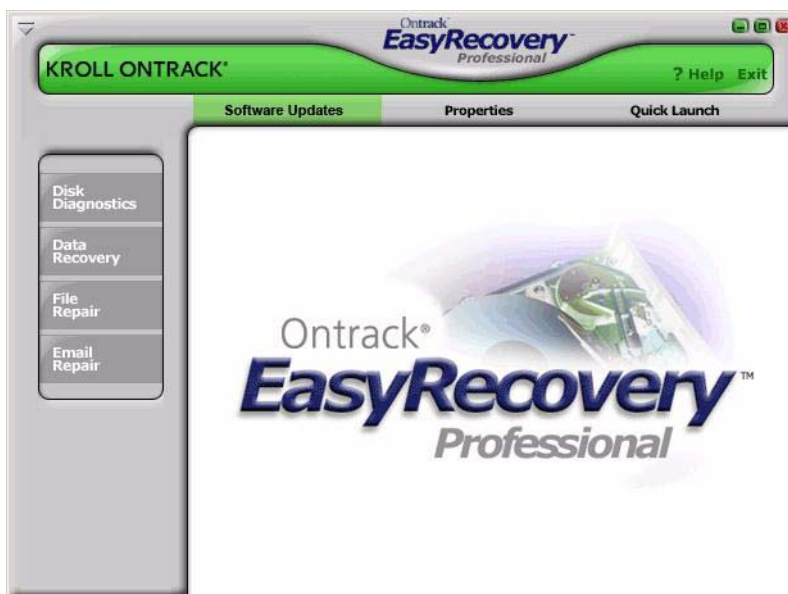 Ontrack
EasyRecovery™
Professional
KROLL ONTRACK®
? Help Exit
Software Updates Properties Quick Launch
Disk
Diagnostics
Data
Recovery
File
Repair
Email
Repair
Ontrack®
EasyRecovery™
Professional